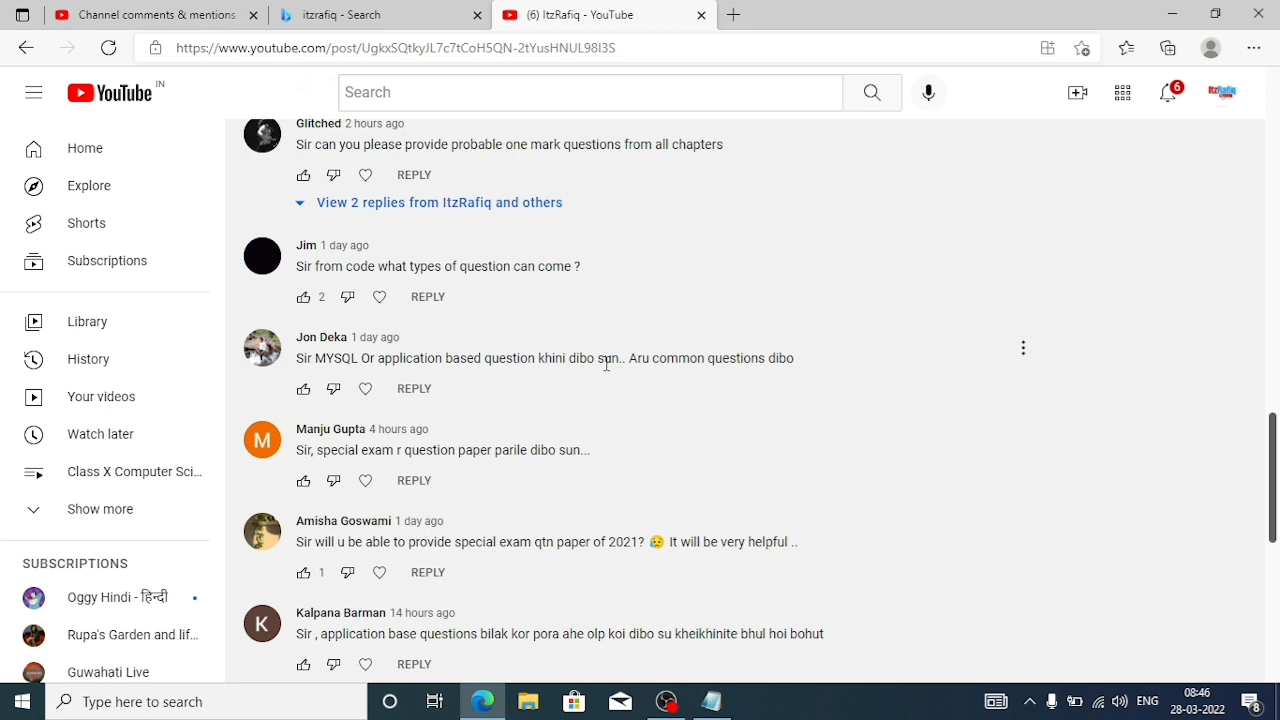 Channel comments & mentions
itzrafiq - Search
(6) ItzRafiq - YouTube
https://www.youtube.com/post/UgkxSQtkyJL7c7tCoH5QN-2tYusHNUL98I3S
YouTube IN
Search
6
ItzRafiq
Home
Explore
Shorts
Subscriptions
Library
History
Your videos
Watch later
Class X Computer Sci...
Show more
SUBSCRIPTIONS
Oggy Hindi - हिन्दी
Rupa's Garden and lif...
Guwahati Live
Glitched 2 hours ago
Sir can you please provide probable one mark questions from all chapters
REPLY
View 2 replies from ItzRafiq and others
Jim 1 day ago
Sir from code what types of question can come ?
2 REPLY
Jon Deka 1 day ago
Sir MYSQL Or application based question khini dibo sun.. Aru common questions dibo
REPLY
M
Manju Gupta 4 hours ago
Sir, special exam r question paper parile dibo sun...
REPLY
Amisha Goswami 1 day ago
Sir will u be able to provide special exam qtn paper of 2021? 😥 It will be very helpful ..
1 REPLY
K
Kalpana Barman 14 hours ago
Sir , application base questions bilak kor pora ahe olp koi dibo su kheikhinite bhul hoi bohut
REPLY
Type here to search
ENG
08:46
28-03-2022
8